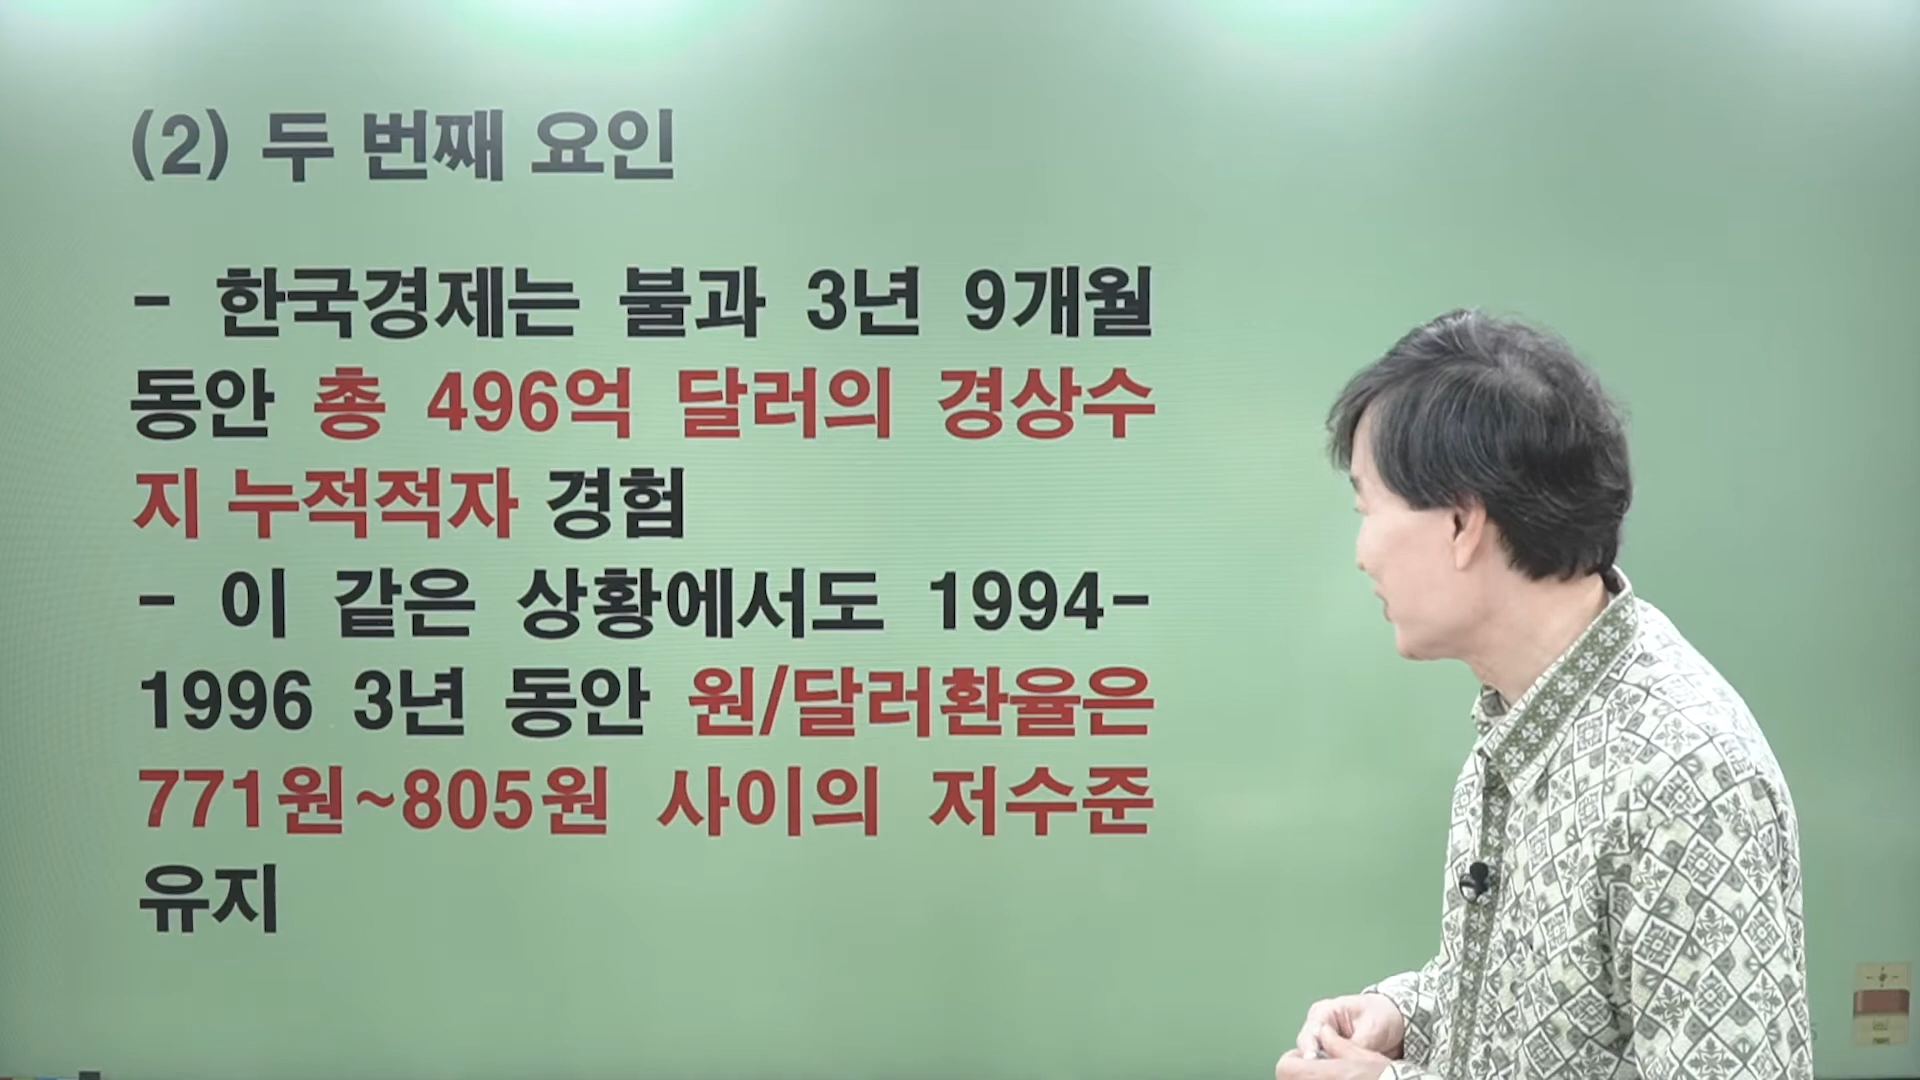 (2) 두 번째 요인
- 한국경제는 불과 3년 9개월
동안 총 496억 달러의 경상수
지 누적적자 경험
- 이 같은 상황에서도 1994-
1996 3년 동안 원/달러환율은
771원~805원 사이의 저수준
유지